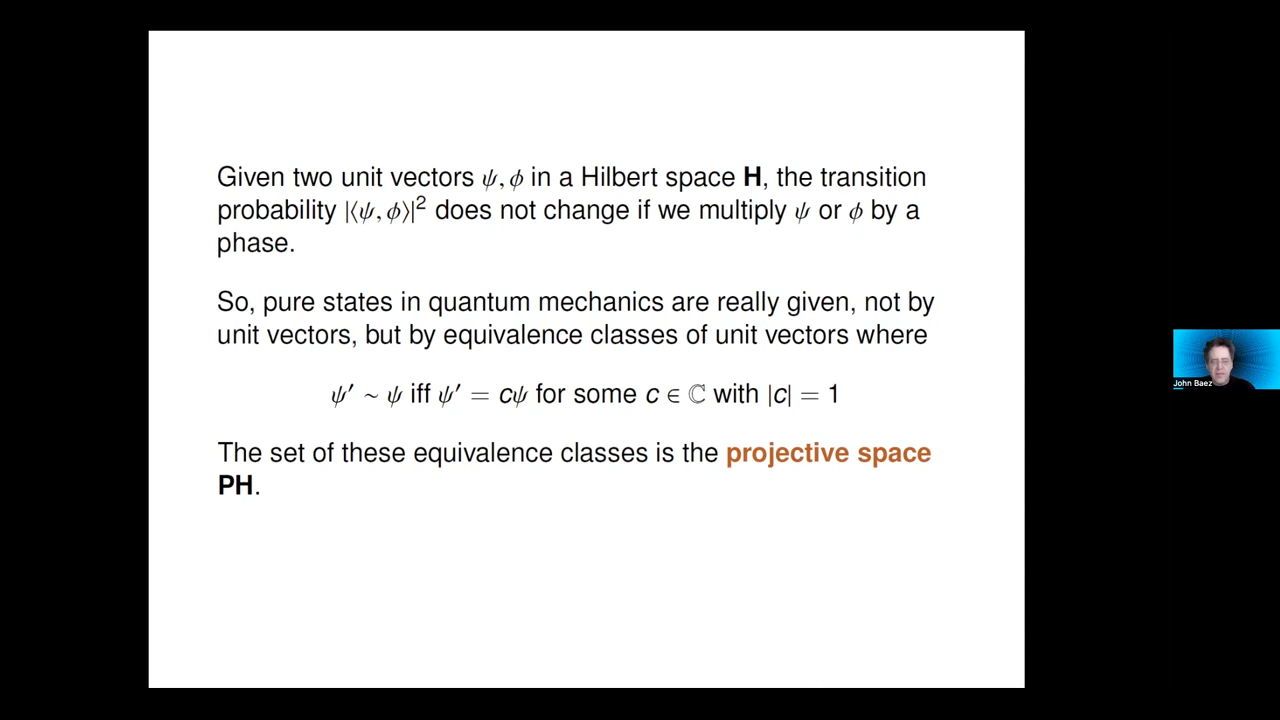 Given two unit vectors ψ, ϕ in a Hilbert space H, the transition
probability |⟨ψ, ϕ⟩|² does not change if we multiply ψ or ϕ by a
phase.
So, pure states in quantum mechanics are really given, not by
unit vectors, but by equivalence classes of unit vectors where
ψ′ ∼ ψ iff ψ′ = cψ for some c ∈ ℂ with |c| = 1
The set of these equivalence classes is the projective space
PH.
John Baez